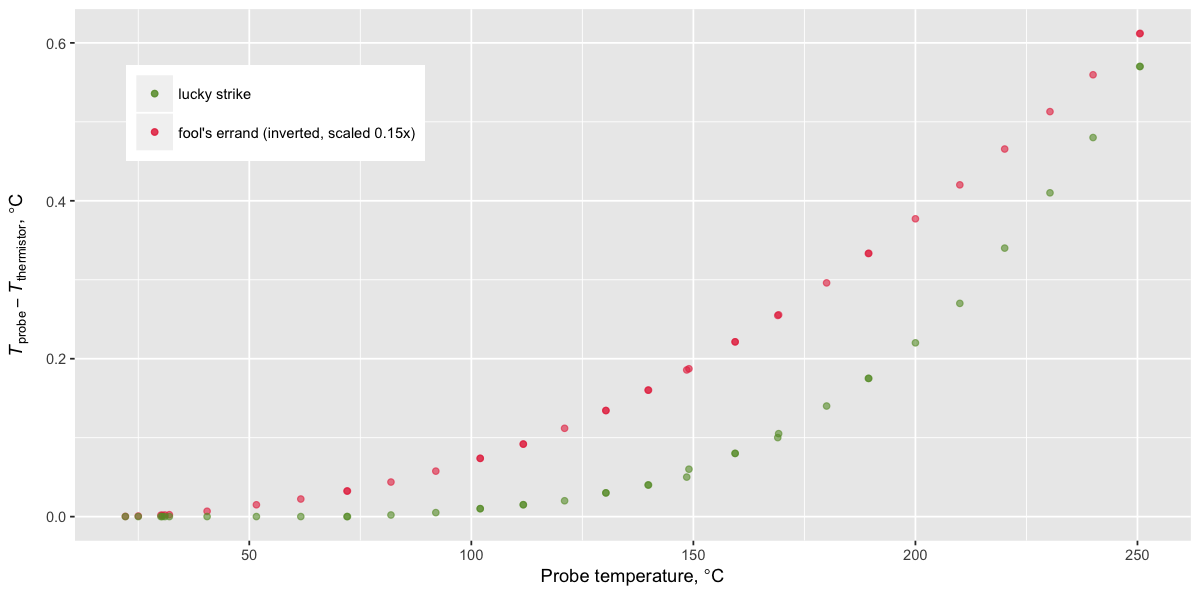 0.6
0.4
0.2
0.0
T probe − T thermistor, °C
lucky strike
fool's errand (inverted, scaled 0.15x)
50 100 150 200 250
Probe temperature, °C